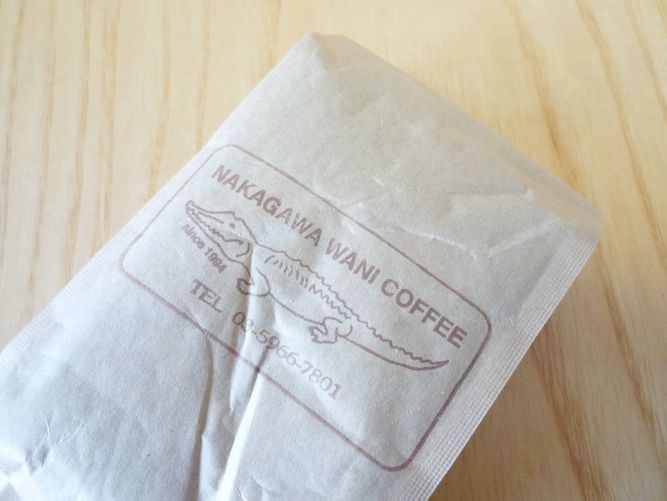 NAKAGAWA WANI COFFEE
since 1994
TEL 03-5966-7801